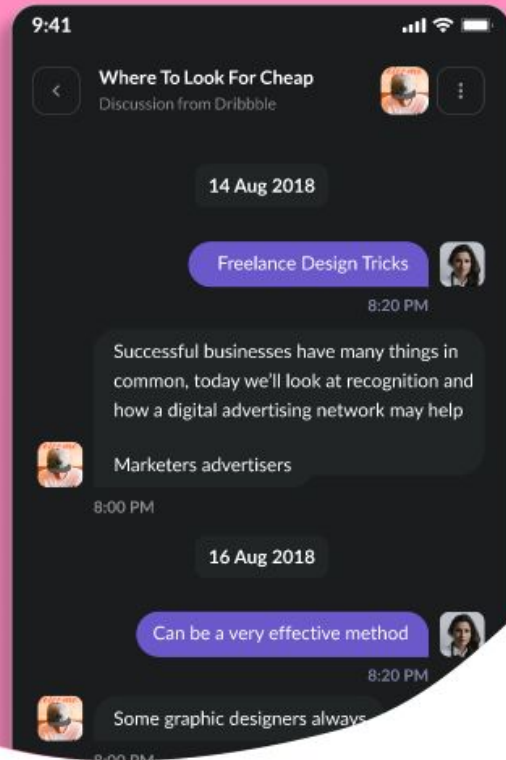 9:41
Where To Look For Cheap
Discussion from Dribbble
14 Aug 2018
Freelance Design Tricks
8:20 PM
Successful businesses have many things in
common, today we'll look at recognition and
how a digital advertising network may help
Marketers advertisers
8:00 PM
16 Aug 2018
Can be a very effective method
8:20 PM
Some graphic designers always
8:00 PM